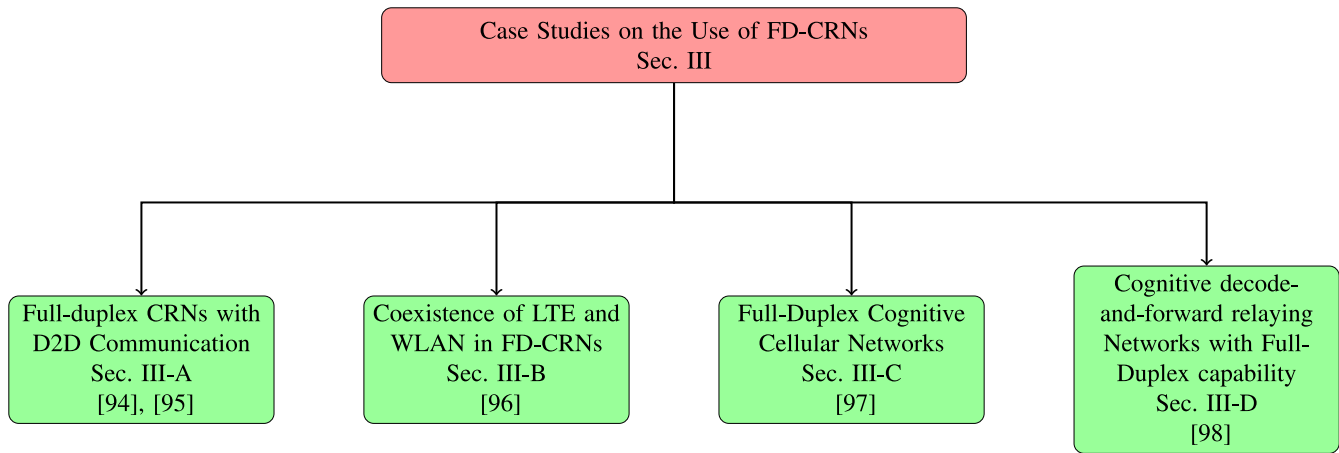 Case Studies on the Use of FD-CRNs
Sec. III
Full-duplex CRNs with
D2D Communication
Sec. III-A
[94], [95]
Coexistence of LTE and
WLAN in FD-CRNs
Sec. III-B
[96]
Full-Duplex Cognitive
Cellular Networks
Sec. III-C
[97]
Cognitive decode-
and-forward relaying
Networks with Full-
Duplex capability
Sec. III-D
[98]